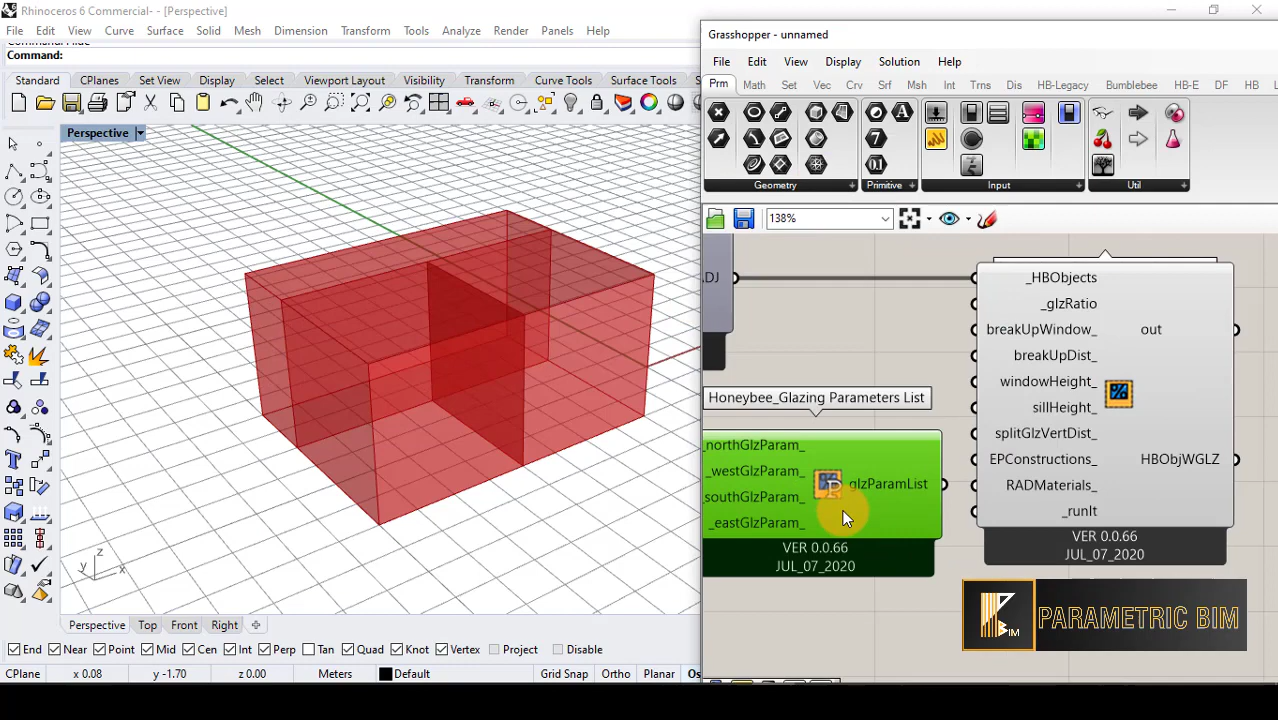 Rhinoceros 6 Commercial- - [Perspective]
File Edit View Curve Surface Solid Mesh Dimension Transform Tools Analyze Render Panels Help
Command:
Standard CPlanes Set View Display Select Viewport Layout Visibility Transform Curve Tools Surface Tools
Perspective
z
y
x
Perspective Top Front Right
End Near Point Mid Cen Int Perp Tan Quad Knot Vertex Project Disable
CPlane x 0.08 y -1.70 z 0.00 Meters Default Grid Snap Ortho Planar Os
Grasshopper - unnamed
File Edit View Display Solution Help
Prm Math Set Vec Crv Srf Msh Int Trns Dis HB-Legacy Bumblebee HB-E DF HB
Geometry Primitive Input Util
138%
ADJ
Honeybee_Glazing Parameters List
_northGlzParam_
_westGlzParam_
_southGlzParam_
_eastGlzParam_
glzParamList
VER 0.0.66
JUL_07_2020
_HBObjects
_glzRatio
breakUpWindow_
breakUpDist_
windowHeight_
sillHeight_
splitGlzVertDist_
EPConstructions_
RADMaterials_
_runIt
out
HBObjWGLZ
VER 0.0.66
JUL_07_2020
BIM
PARAMETRIC BIM